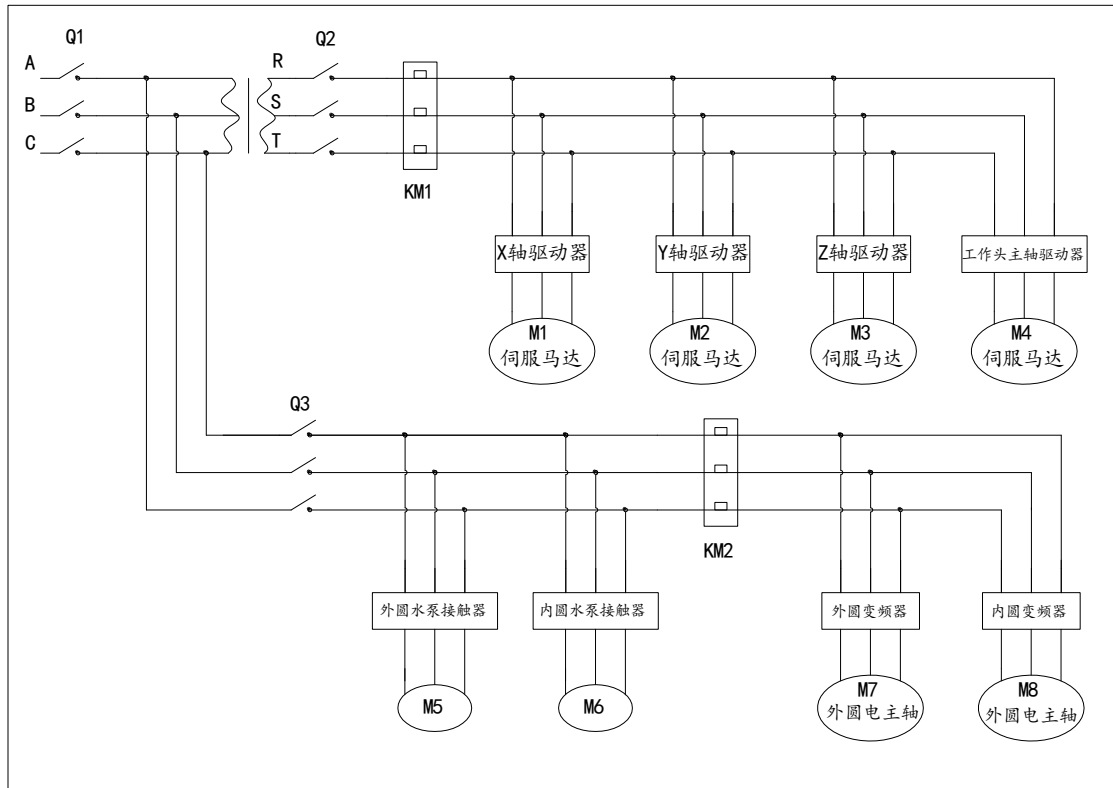 Q1
Q2
A
R
B
S
C
T
KM1
X轴驱动器
Y轴驱动器
Z轴驱动器
工作头主轴驱动器
M1
伺服马达
M2
伺服马达
M3
伺服马达
M4
伺服马达
Q3
KM2
外圆水泵接触器
内圆水泵接触器
外圆变频器
内圆变频器
M5
M6
M7
外圆电主轴
M8
外圆电主轴